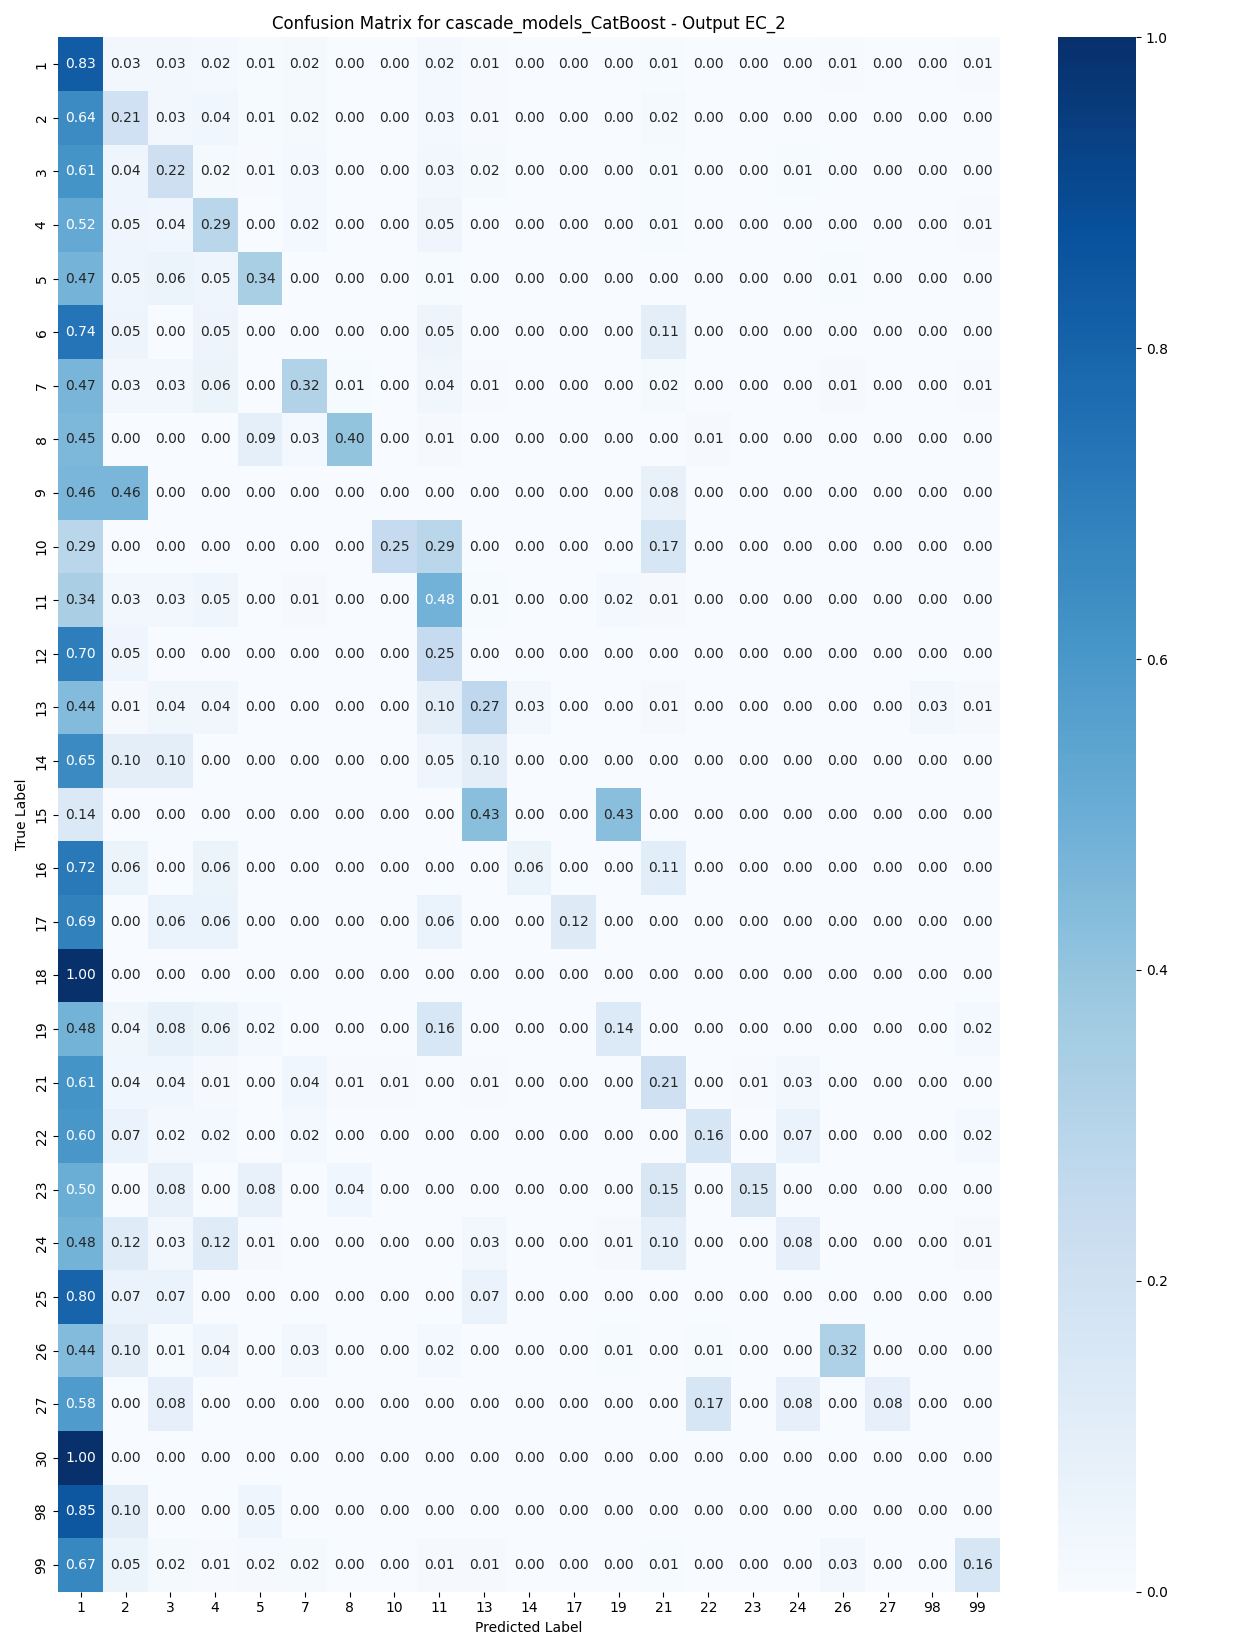 Confusion Matrix for cascade_models_CatBoost - Output EC_2
1 0.83 0.03 0.03 0.02 0.01 0.02 0.00 0.00 0.02 0.01 0.00 0.00 0.00 0.01 0.00 0.00 0.00 0.01 0.00 0.00 0.01
2 0.64 0.21 0.03 0.04 0.01 0.02 0.00 0.00 0.03 0.01 0.00 0.00 0.00 0.02 0.00 0.00 0.00 0.00 0.00 0.00 0.00
3 0.61 0.04 0.22 0.02 0.01 0.03 0.00 0.00 0.03 0.02 0.00 0.00 0.00 0.01 0.00 0.00 0.01 0.00 0.00 0.00 0.00
4 0.52 0.05 0.04 0.29 0.00 0.02 0.00 0.00 0.05 0.00 0.00 0.00 0.00 0.01 0.00 0.00 0.00 0.00 0.00 0.00 0.01
5 0.47 0.05 0.06 0.05 0.34 0.00 0.00 0.00 0.01 0.00 0.00 0.00 0.00 0.00 0.00 0.00 0.00 0.01 0.00 0.00 0.00
6 0.74 0.05 0.00 0.05 0.00 0.00 0.00 0.00 0.05 0.00 0.00 0.00 0.00 0.11 0.00 0.00 0.00 0.00 0.00 0.00 0.00
7 0.47 0.03 0.03 0.06 0.00 0.32 0.01 0.00 0.04 0.01 0.00 0.00 0.00 0.02 0.00 0.00 0.00 0.01 0.00 0.00 0.01
8 0.45 0.00 0.00 0.00 0.09 0.03 0.40 0.00 0.01 0.00 0.00 0.00 0.00 0.00 0.01 0.00 0.00 0.00 0.00 0.00 0.00
9 0.46 0.46 0.00 0.00 0.00 0.00 0.00 0.00 0.00 0.00 0.00 0.00 0.00 0.08 0.00 0.00 0.00 0.00 0.00 0.00 0.00
10 0.29 0.00 0.00 0.00 0.00 0.00 0.00 0.25 0.29 0.00 0.00 0.00 0.00 0.17 0.00 0.00 0.00 0.00 0.00 0.00 0.00
11 0.34 0.03 0.03 0.05 0.00 0.01 0.00 0.00 0.48 0.01 0.00 0.00 0.02 0.01 0.00 0.00 0.00 0.00 0.00 0.00 0.00
12 0.70 0.05 0.00 0.00 0.00 0.00 0.00 0.00 0.25 0.00 0.00 0.00 0.00 0.00 0.00 0.00 0.00 0.00 0.00 0.00 0.00
13 0.44 0.01 0.04 0.04 0.00 0.00 0.00 0.00 0.10 0.27 0.03 0.00 0.00 0.01 0.00 0.00 0.00 0.00 0.00 0.03 0.01
14 0.65 0.10 0.10 0.00 0.00 0.00 0.00 0.00 0.05 0.10 0.00 0.00 0.00 0.00 0.00 0.00 0.00 0.00 0.00 0.00 0.00
15 0.14 0.00 0.00 0.00 0.00 0.00 0.00 0.00 0.00 0.43 0.00 0.00 0.43 0.00 0.00 0.00 0.00 0.00 0.00 0.00 0.00
16 0.72 0.06 0.00 0.06 0.00 0.00 0.00 0.00 0.00 0.00 0.06 0.00 0.00 0.11 0.00 0.00 0.00 0.00 0.00 0.00 0.00
17 0.69 0.00 0.06 0.06 0.00 0.00 0.00 0.00 0.06 0.00 0.00 0.12 0.00 0.00 0.00 0.00 0.00 0.00 0.00 0.00 0.00
18 1.00 0.00 0.00 0.00 0.00 0.00 0.00 0.00 0.00 0.00 0.00 0.00 0.00 0.00 0.00 0.00 0.00 0.00 0.00 0.00 0.00
19 0.48 0.04 0.08 0.06 0.02 0.00 0.00 0.00 0.16 0.00 0.00 0.00 0.14 0.00 0.00 0.00 0.00 0.00 0.00 0.00 0.02
21 0.61 0.04 0.04 0.01 0.00 0.04 0.01 0.01 0.00 0.01 0.00 0.00 0.00 0.21 0.00 0.01 0.03 0.00 0.00 0.00 0.00
22 0.60 0.07 0.02 0.02 0.00 0.02 0.00 0.00 0.00 0.00 0.00 0.00 0.00 0.00 0.16 0.00 0.07 0.00 0.00 0.00 0.02
23 0.50 0.00 0.08 0.00 0.08 0.00 0.04 0.00 0.00 0.00 0.00 0.00 0.00 0.15 0.00 0.15 0.00 0.00 0.00 0.00 0.00
24 0.48 0.12 0.03 0.12 0.01 0.00 0.00 0.00 0.00 0.03 0.00 0.00 0.01 0.10 0.00 0.00 0.08 0.00 0.00 0.00 0.01
25 0.80 0.07 0.07 0.00 0.00 0.00 0.00 0.00 0.00 0.07 0.00 0.00 0.00 0.00 0.00 0.00 0.00 0.00 0.00 0.00 0.00
26 0.44 0.10 0.01 0.04 0.00 0.03 0.00 0.00 0.02 0.00 0.00 0.00 0.01 0.00 0.01 0.00 0.00 0.32 0.00 0.00 0.00
27 0.58 0.00 0.08 0.00 0.00 0.00 0.00 0.00 0.00 0.00 0.00 0.00 0.00 0.00 0.17 0.00 0.08 0.00 0.08 0.00 0.00
30 1.00 0.00 0.00 0.00 0.00 0.00 0.00 0.00 0.00 0.00 0.00 0.00 0.00 0.00 0.00 0.00 0.00 0.00 0.00 0.00 0.00
98 0.85 0.10 0.00 0.00 0.05 0.00 0.00 0.00 0.00 0.00 0.00 0.00 0.00 0.00 0.00 0.00 0.00 0.00 0.00 0.00 0.00
99 0.67 0.05 0.02 0.01 0.02 0.02 0.00 0.00 0.01 0.01 0.00 0.00 0.00 0.01 0.00 0.00 0.00 0.03 0.00 0.00 0.16
1 2 3 4 5 7 8 10 11 13 14 17 19 21 22 23 24 26 27 98 99
Predicted Label
True Label
1.0
0.8
0.6
0.4
0.2
0.0